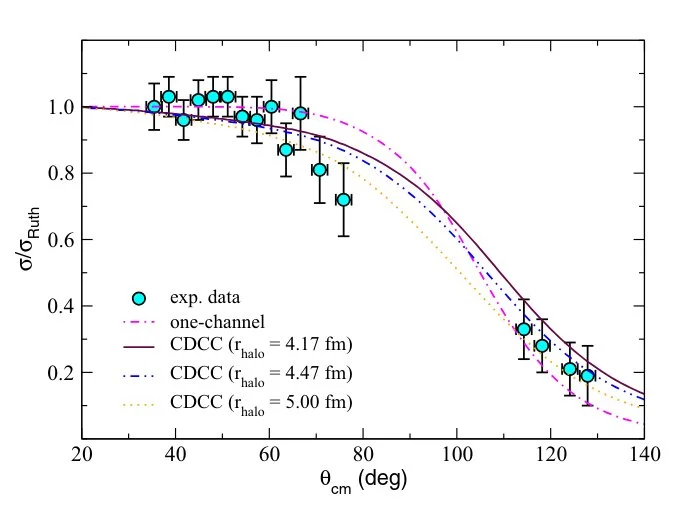 1.0
0.8
0.6
0.4
0.2
σ/σRuth
exp. data
one-channel
CDCC (rhalo = 4.17 fm)
CDCC (rhalo = 4.47 fm)
CDCC (rhalo = 5.00 fm)
20 40 60 80 100 120 140
θcm (deg)